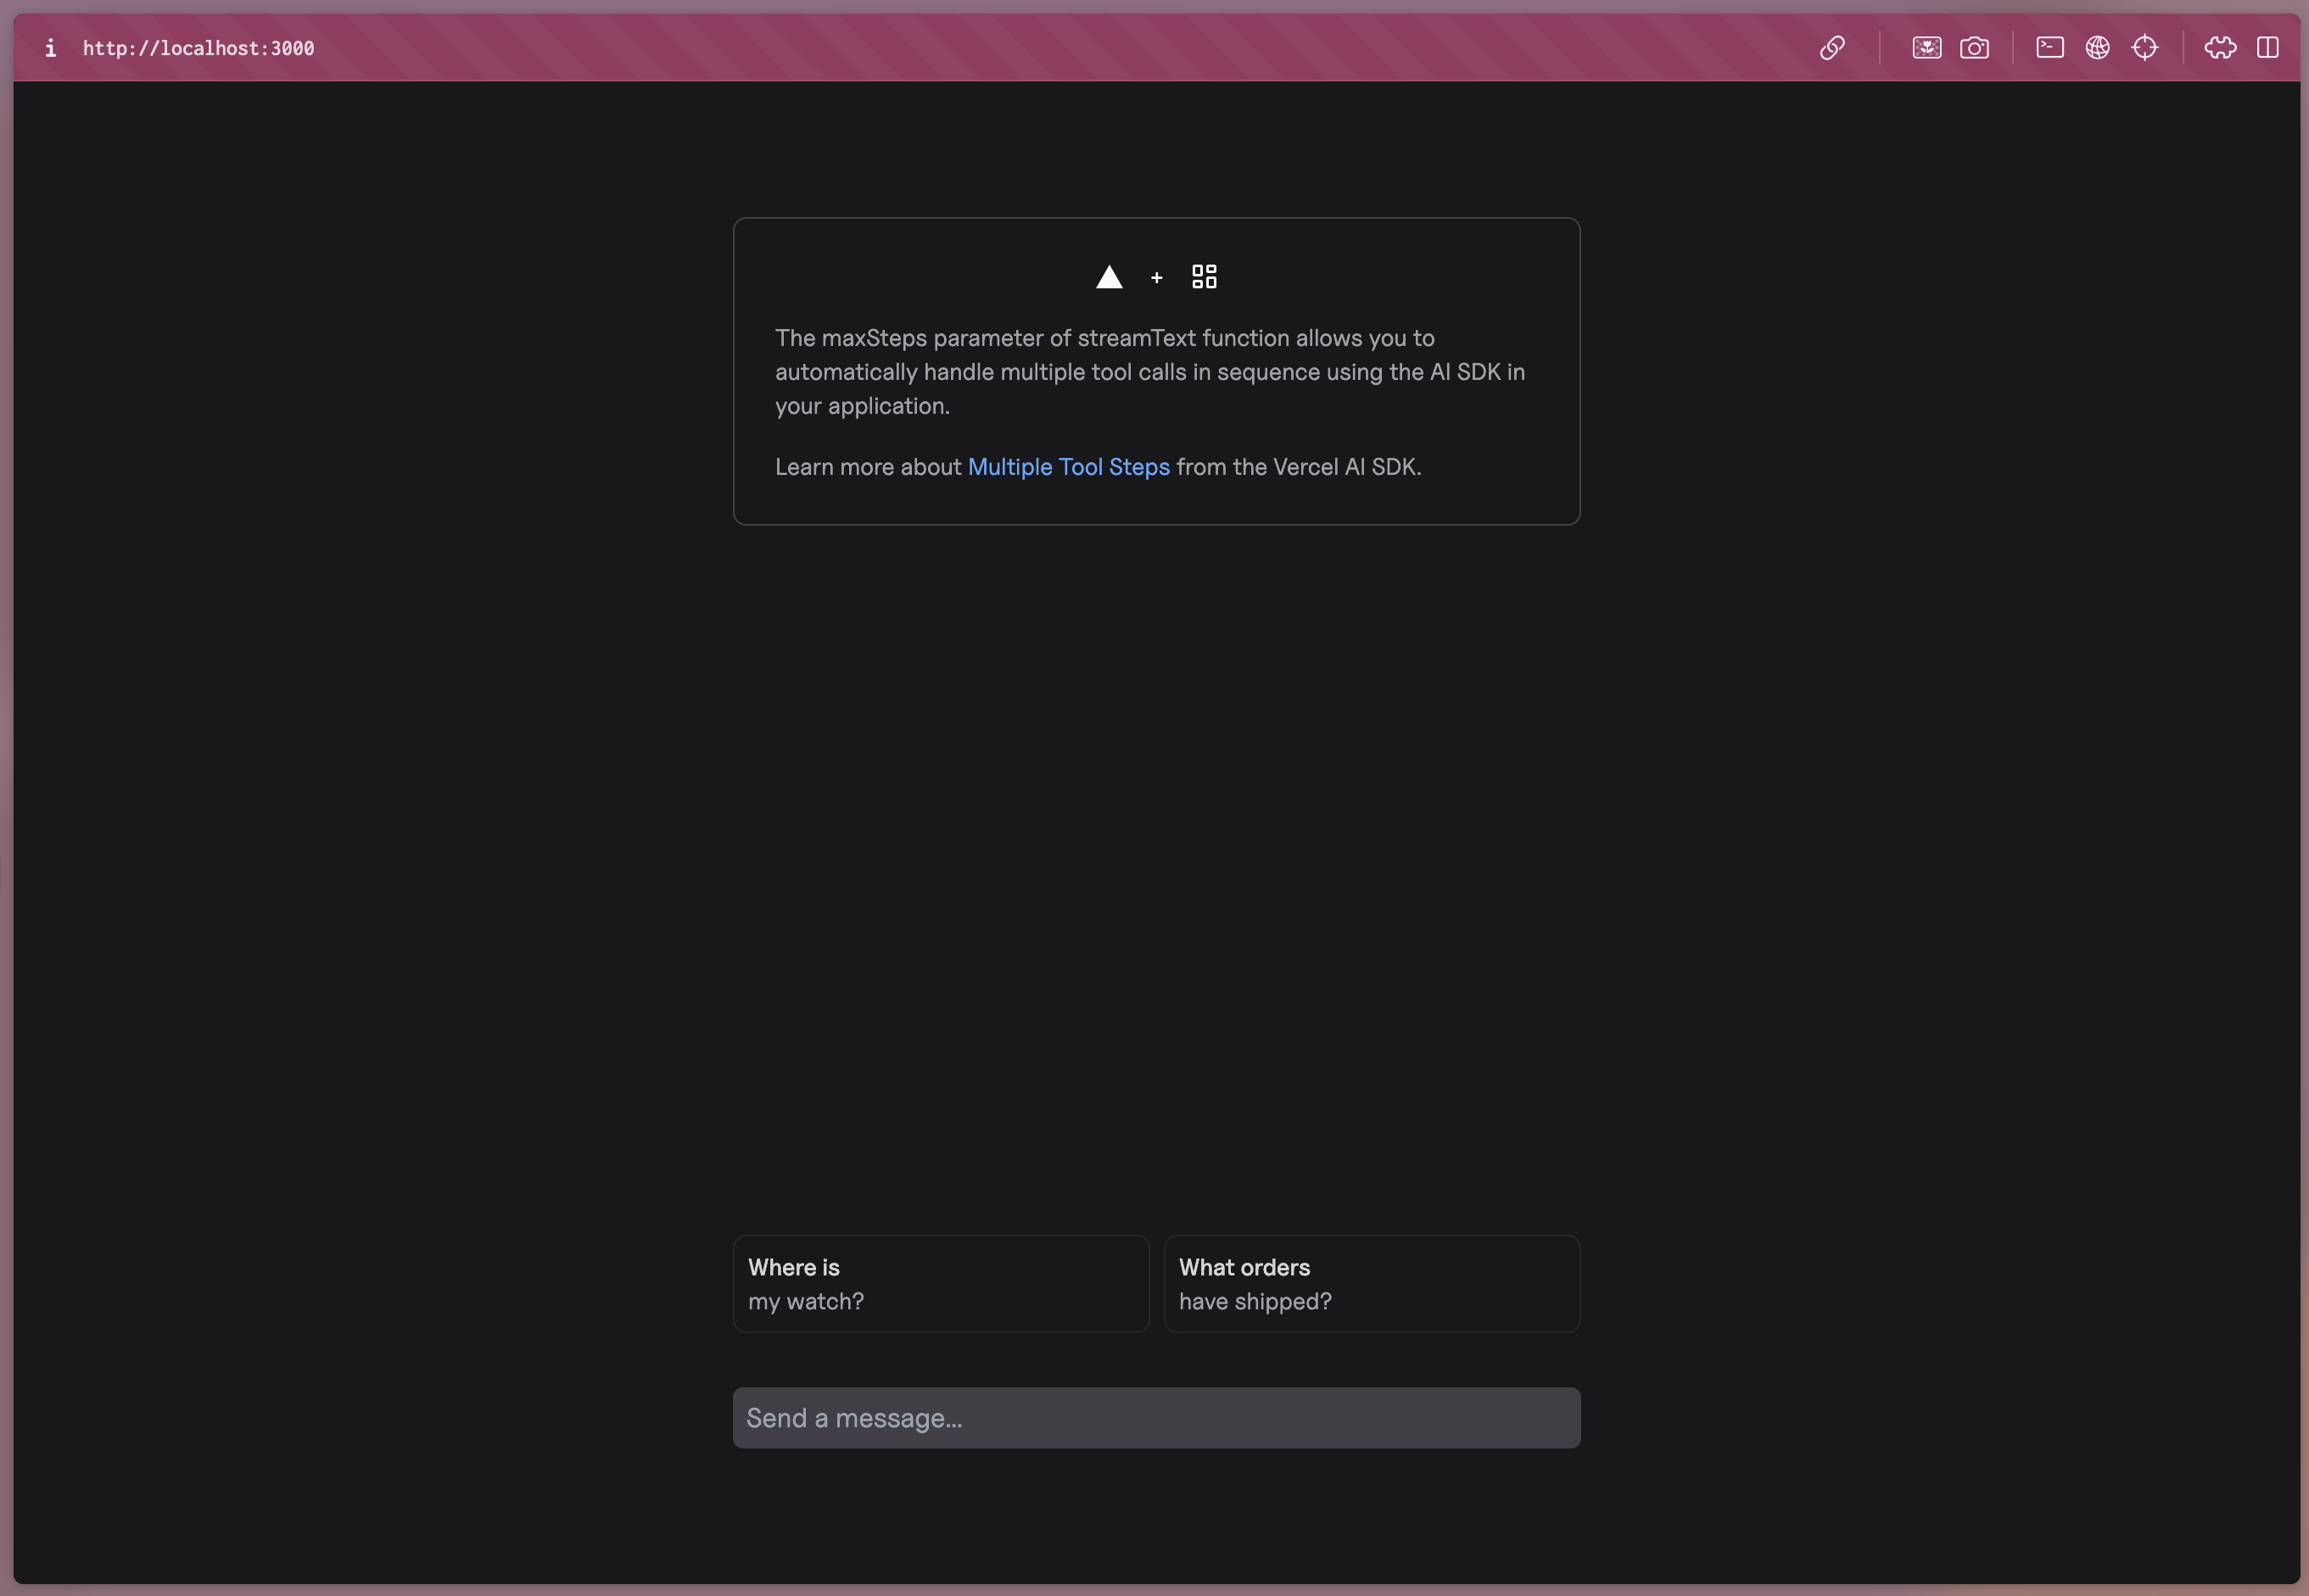 i http://localhost:3000
+
The maxSteps parameter of streamText function allows you to
automatically handle multiple tool calls in sequence using the AI SDK in
your application.
Learn more about Multiple Tool Steps from the Vercel AI SDK.
Where is
my watch?
What orders
have shipped?
Send a message...